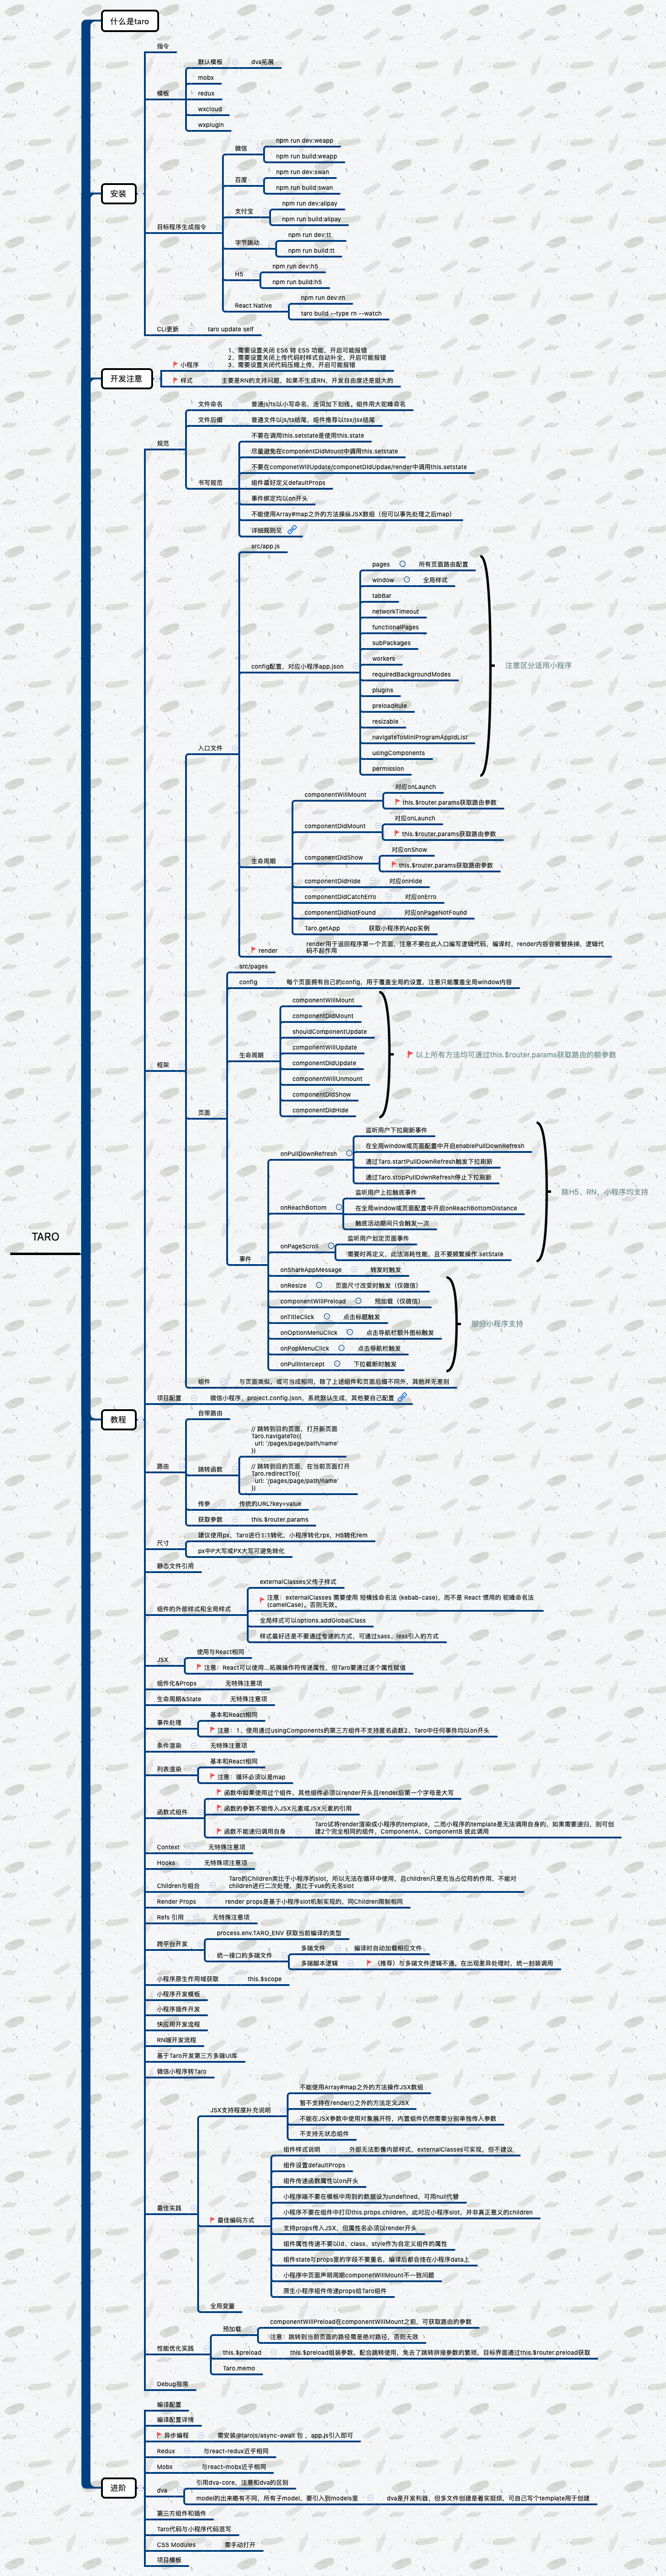 TARO
什么是taro
安装
指令
模板
默认模板
dva拓展
mobx
redux
wxcloud
wxplugin
目标程序生成指令
微信
npm run dev:weapp
npm run build:weapp
百度
npm run dev:swan
npm run build:swan
支付宝
npm run dev:alipay
npm run build:alipay
字节跳动
npm run dev:tt
npm run build:tt
H5
npm run dev:h5
npm run build:h5
React Native
npm run dev:rn
taro build --type rn --watch
CLI更新
taro update self
开发注意
小程序
1、需要设置关闭 ES6 转 ES5 功能，开启可能报错
2、需要设置关闭上传代码时样式自动补全，开启可能报错
3、需要设置关闭代码压缩上传，开启可能报错
样式
主要是RN的支持问题，如果不生成RN，开发自由度还是挺大的
教程
规范
文件命名
普通js/ts以小写命名，连词加下划线，组件用大驼峰命名
文件后缀
普通文件以js/ts结尾，组件推荐以tsx/jsx结尾
书写规范
不要在调用this.setstate是使用this.state
尽量避免在componentDidMount中调用this.setstate
不要在componetWillUpdate/componetDidUpdae/render中调用this.setstate
组件最好定义defaultProps
事件绑定均以on开头
不能使用Array#map之外的方法操纵JSX数组（但可以事先处理之后map）
详细规则见
框架
入口文件
src/app.js
config配置，对应小程序app.json
pages
所有页面路由配置
window
全局样式
tabBar
networkTimeout
functionalPages
subPackages
workers
requiredBackgroundModes
plugins
preloadRule
resizable
navigateToMiniProgramAppIdList
usingComponents
permission
注意区分适用小程序
生命周期
componentWillMount
对应onLaunch
this.$router.params获取路由参数
componentDidMount
对应onLaunch
this.$router.params获取路由参数
componentDidShow
对应onShow
this.$router.params获取路由参数
componentDidHide
对应onHide
componentDidCatchErro
对应onErro
componentDidNotFound
对应onPageNotFound
Taro.getApp
获取小程序的App实例
render
render用于返回程序第一个页面，注意不要在此入口编写逻辑代码，编译时，render内容会被替换掉，逻辑代
码不起作用
页面
src/pages
config
每个页面拥有自己的config，用于覆盖全局的设置，注意只能覆盖全局window内容
生命周期
componentWillMount
componentDidMount
shouldComponentUpdate
componentWillUpdate
componentDidUpdate
componentWillUnmount
componentDidShow
componentDidHide
以上所有方法均可通过this.$router.params获取路由的额参数
事件
onPullDownRefresh
监听用户下拉刷新事件
在全局window或页面配置中开启enablePullDownRefresh
通过Taro.startPullDownRefresh触发下拉刷新
通过Taro.stopPullDownRefresh停止下拉刷新
onReachBottom
监听用户上拉触底事件
在全局window或页面配置中开启onReachBottomDistance
触底活动期间只会触发一次
onPageScroll
监听用户划定页面事件
需要时再定义，此法消耗性能，且不要频繁操作.setState
除H5、RN，小程序均支持
onShareAppMessage
转发时触发
onResize
页面尺寸改变时触发（仅微信）
componentWillPreload
预加载（仅微信）
onTitleClick
点击标题触发
onOptionMenuClick
点击导航栏额外图标触发
onPopMenuClick
点击导航栏触发
onPullIntercept
下拉截断时触发
部分小程序支持
组件
与页面类似，或可当成相同，除了上述组件和页面后缀不同外，其他并无差别
项目配置
微信小程序，project.config.json，系统默认生成，其他要自己配置
路由
自带路由
跳转函数
// 跳转到目的页面，打开新页面
Taro.navigateTo({
url: '/pages/page/path/name'
})
// 跳转到目的页面，在当前页面打开
Taro.redirectTo({
url: '/pages/page/path/name'
})
传参
传统的URL?key=value
获取参数
this.$router.params
尺寸
建议使用px，Taro进行1:1转化，小程序转化rpx，H5转化rem
px中P大写或PX大写可避免转化
静态文件引用
组件的外部样式和全局样式
externalClasses父传子样式
注意：externalClasses 需要使用 短横线命名法 (kebab-case)，而不是 React 惯用的 驼峰命名法
(camelCase)。否则无效。
全局样式可以options.addGlobalClass
样式最好还是不要通过专递的方式，可通过sass、less引入的方式
JSX
使用与React相同
注意：React可以使用...拓展操作符传递属性，但Taro要通过逐个属性赋值
组件化&Props
无特殊注意项
生命周期&State
无特殊注意项
事件处理
基本和React相同
注意：1、使用通过usingComponents的第三方组件不支持匿名函数2、Taro中任何事件均以on开头
条件渲染
无特殊注意项
列表渲染
基本和React相同
注意：循环必须以是map
函数式组件
函数中如果使用过个组件，其他组件必须以render开头且render后第一个字母是大写
函数的参数不能传入JSX元素或JSX元素的引用
函数不能递归调用自身
Taro试将render渲染成小程序的template，二而小程序的template是无法调用自身的，如果需要递归，则可创
建2个完全相同的组件，ComponentA、ComponentB 彼此调用
Context
无特殊注意项
Hooks
无特殊项注意项
Children与组合
Taro的Children类比于小程序的slot，所以无法在循环中使用，且children只是充当占位符的作用，不能对
children进行二次处理，类比于vue的无名slot
Render Props
render props是基于小程序slot机制实现的，同Children限制相同
Refs 引用
无特殊注意项
跨平台开发
process.env.TARO_ENV 获取当前编译的类型
统一接口的多端文件
多端文件
编译时自动加载相应文件
多端脚本逻辑
（推荐）与多端文件逻辑不通，在出现差异处理时，统一封装调用
小程序原生作用域获取
this.$scope
小程序开发模板
小程序插件开发
快应用开发流程
RN端开发流程
基于Taro开发第三方多端UI库
微信小程序转Taro
最佳实践
JSX支持程度补充说明
不能使用Array#map之外的方法操作JSX数组
暂不支持在render()之外的方法定义JSX
不能在JSX参数中使用对象展开符，内置组件仍然需要分别单独传入参数
不支持无状态组件
最佳编码方式
组件样式说明
外部无法影像内部样式，externalClasses可实现，但不建议
组件设置defaultProps
组件传递函数属性以on开头
小程序端不要在模板中用到的数据设为undefined，可用null代替
小程序不要在组件中打印this.props.children，此对应小程序slot，并非真正意义的children
支持props传入JSX，但属性名必须以render开头
组件属性传递不要以id、class、style作为自定义组件的属性
组件state与props里的字段不要重名，编译后都会挂在小程序data上
小程序中页面声明周期componetWillMount不一致问题
原生小程序组件传递props给Taro组件
全局变量
性能优化实践
预加载
componentWillPreload在componentWillMount之前，可获取路由的参数
注意：跳转到当前页面的路径需是绝对路径，否则无效
this.$preload
this.$preload组装参数，配合跳转使用，免去了跳转拼接参数的繁琐，目标界面通过this.$router.preload获取
Taro.memo
Debug指南
进阶
编译配置
编译配置详情
异步编程
需安装@tarojs/async-await 包 ，app.js引入即可
Redux
与react-redux近乎相同
Mobx
与react-mobx近乎相同
dva
引用dva-core，注意和dva的区别
model的出来略有不同，所有子model，要引入到models里
dva是开发利器，但多文件创建是着实挺烦，可自己写个template用于创建
第三方组件和插件
Taro代码与小程序代码混写
CSS Modules
需手动打开
项目模板